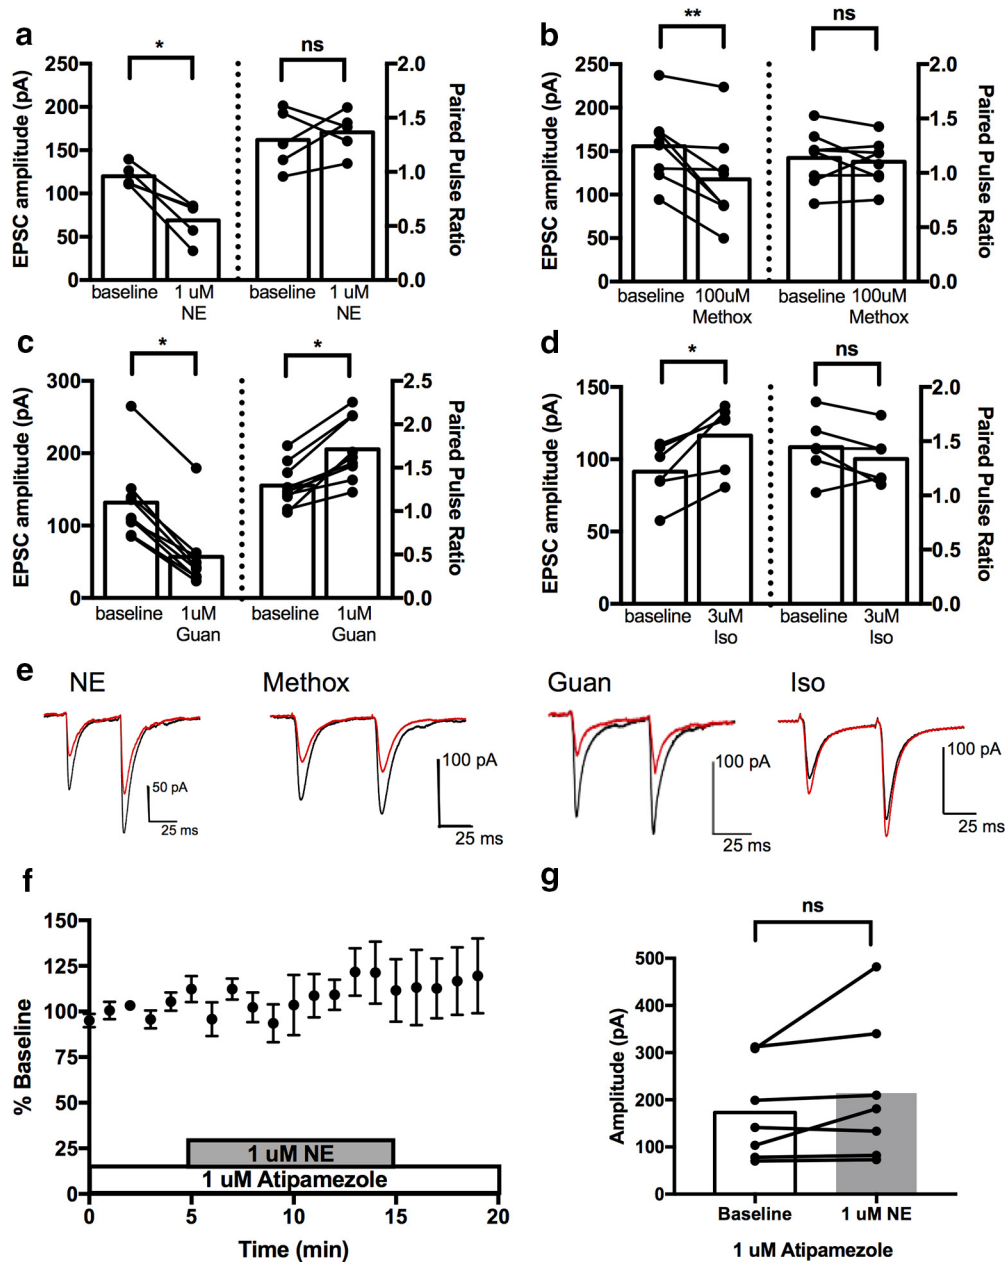 a
*
ns
EPSC amplitude (pA)
250
200
150
100
50
0
2.0
1.5
1.0
0.5
0.0
Paired Pulse Ratio
baseline
1 uM
NE
baseline
1 uM
NE
b
**
ns
EPSC amplitude (pA)
250
200
150
100
50
0
2.0
1.5
1.0
0.5
0.0
Paired Pulse Ratio
baseline
100uM
Methox
baseline
100uM
Methox
c
*
*
EPSC amplitude (pA)
300
200
100
0
2.5
2.0
1.5
1.0
0.5
0.0
Paired Pulse Ratio
baseline
1uM
Guan
baseline
1uM
Guan
d
*
ns
EPSC amplitude (pA)
150
100
50
0
2.0
1.5
1.0
0.5
0.0
Paired Pulse Ratio
baseline
3uM
Iso
baseline
3uM
Iso
e
NE
50 pA
25 ms
Methox
100 pA
25 ms
Guan
100 pA
25 ms
Iso
100 pA
25 ms
f
% Baseline
150
125
100
75
50
25
0
1 uM NE
1 uM Atipamezole
0
5
10
15
20
Time (min)
g
ns
Amplitude (pA)
500
400
300
200
100
0
Baseline
1 uM NE
1 uM Atipamezole